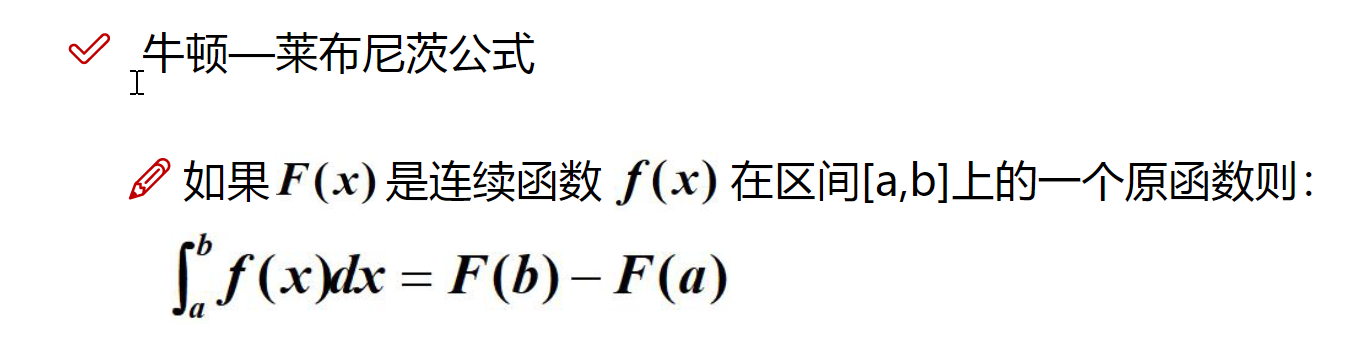 牛顿—莱布尼茨公式
如果 F(x) 是连续函数 f(x) 在区间[a,b]上的一个原函数则：
∫_a^b f(x)dx = F(b) − F(a)